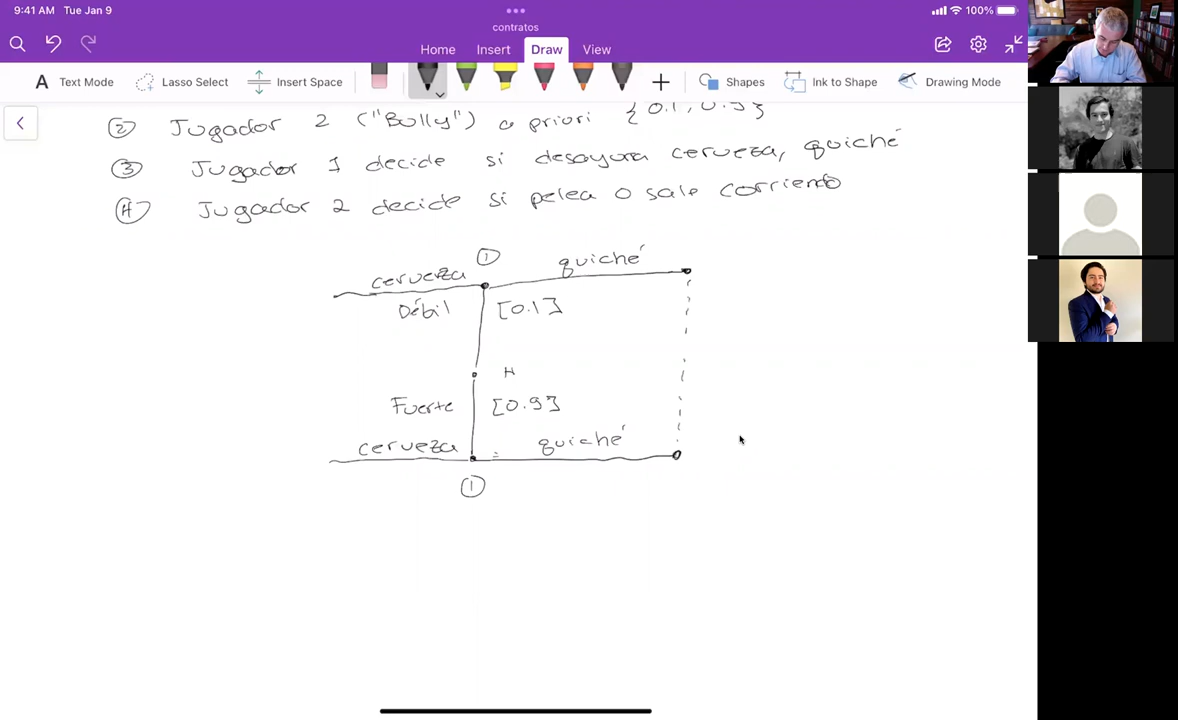 9:41 AM Tue Jan 9
100%
contratos
Home Insert Draw View
Text Mode Lasso Select Insert Space Shapes Ink to Shape Drawing Mode
② Jugador 2 ("Bully") a priori {0.1, 0.9}
③ Jugador 1 decide si desayuna cerveza, quiché
④ Jugador 2 decide si pelea o sale corriendo
①
cerveza quiché
Débil [0.1]
H
Fuerte [0.9]
cerveza quiché
①